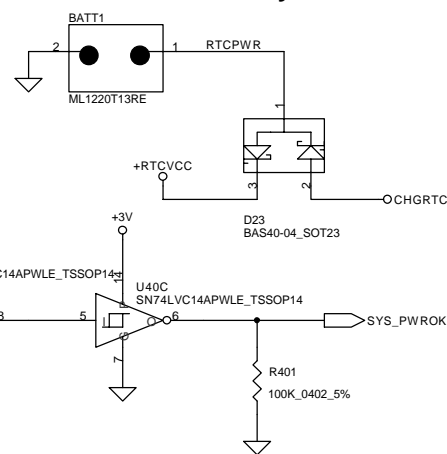 BATT1
2
1
RTCPWR
ML1220T13RE
1
+RTCVCC
3
2
CHGRTC
D23
BAS40-04_SOT23
+3V
C14APWLE_TSSOP14
14
U40C
SN74LVC14APWLE_TSSOP14
P
5
I
O
6
SYS_PWROK
G
7
R401
100K_0402_5%